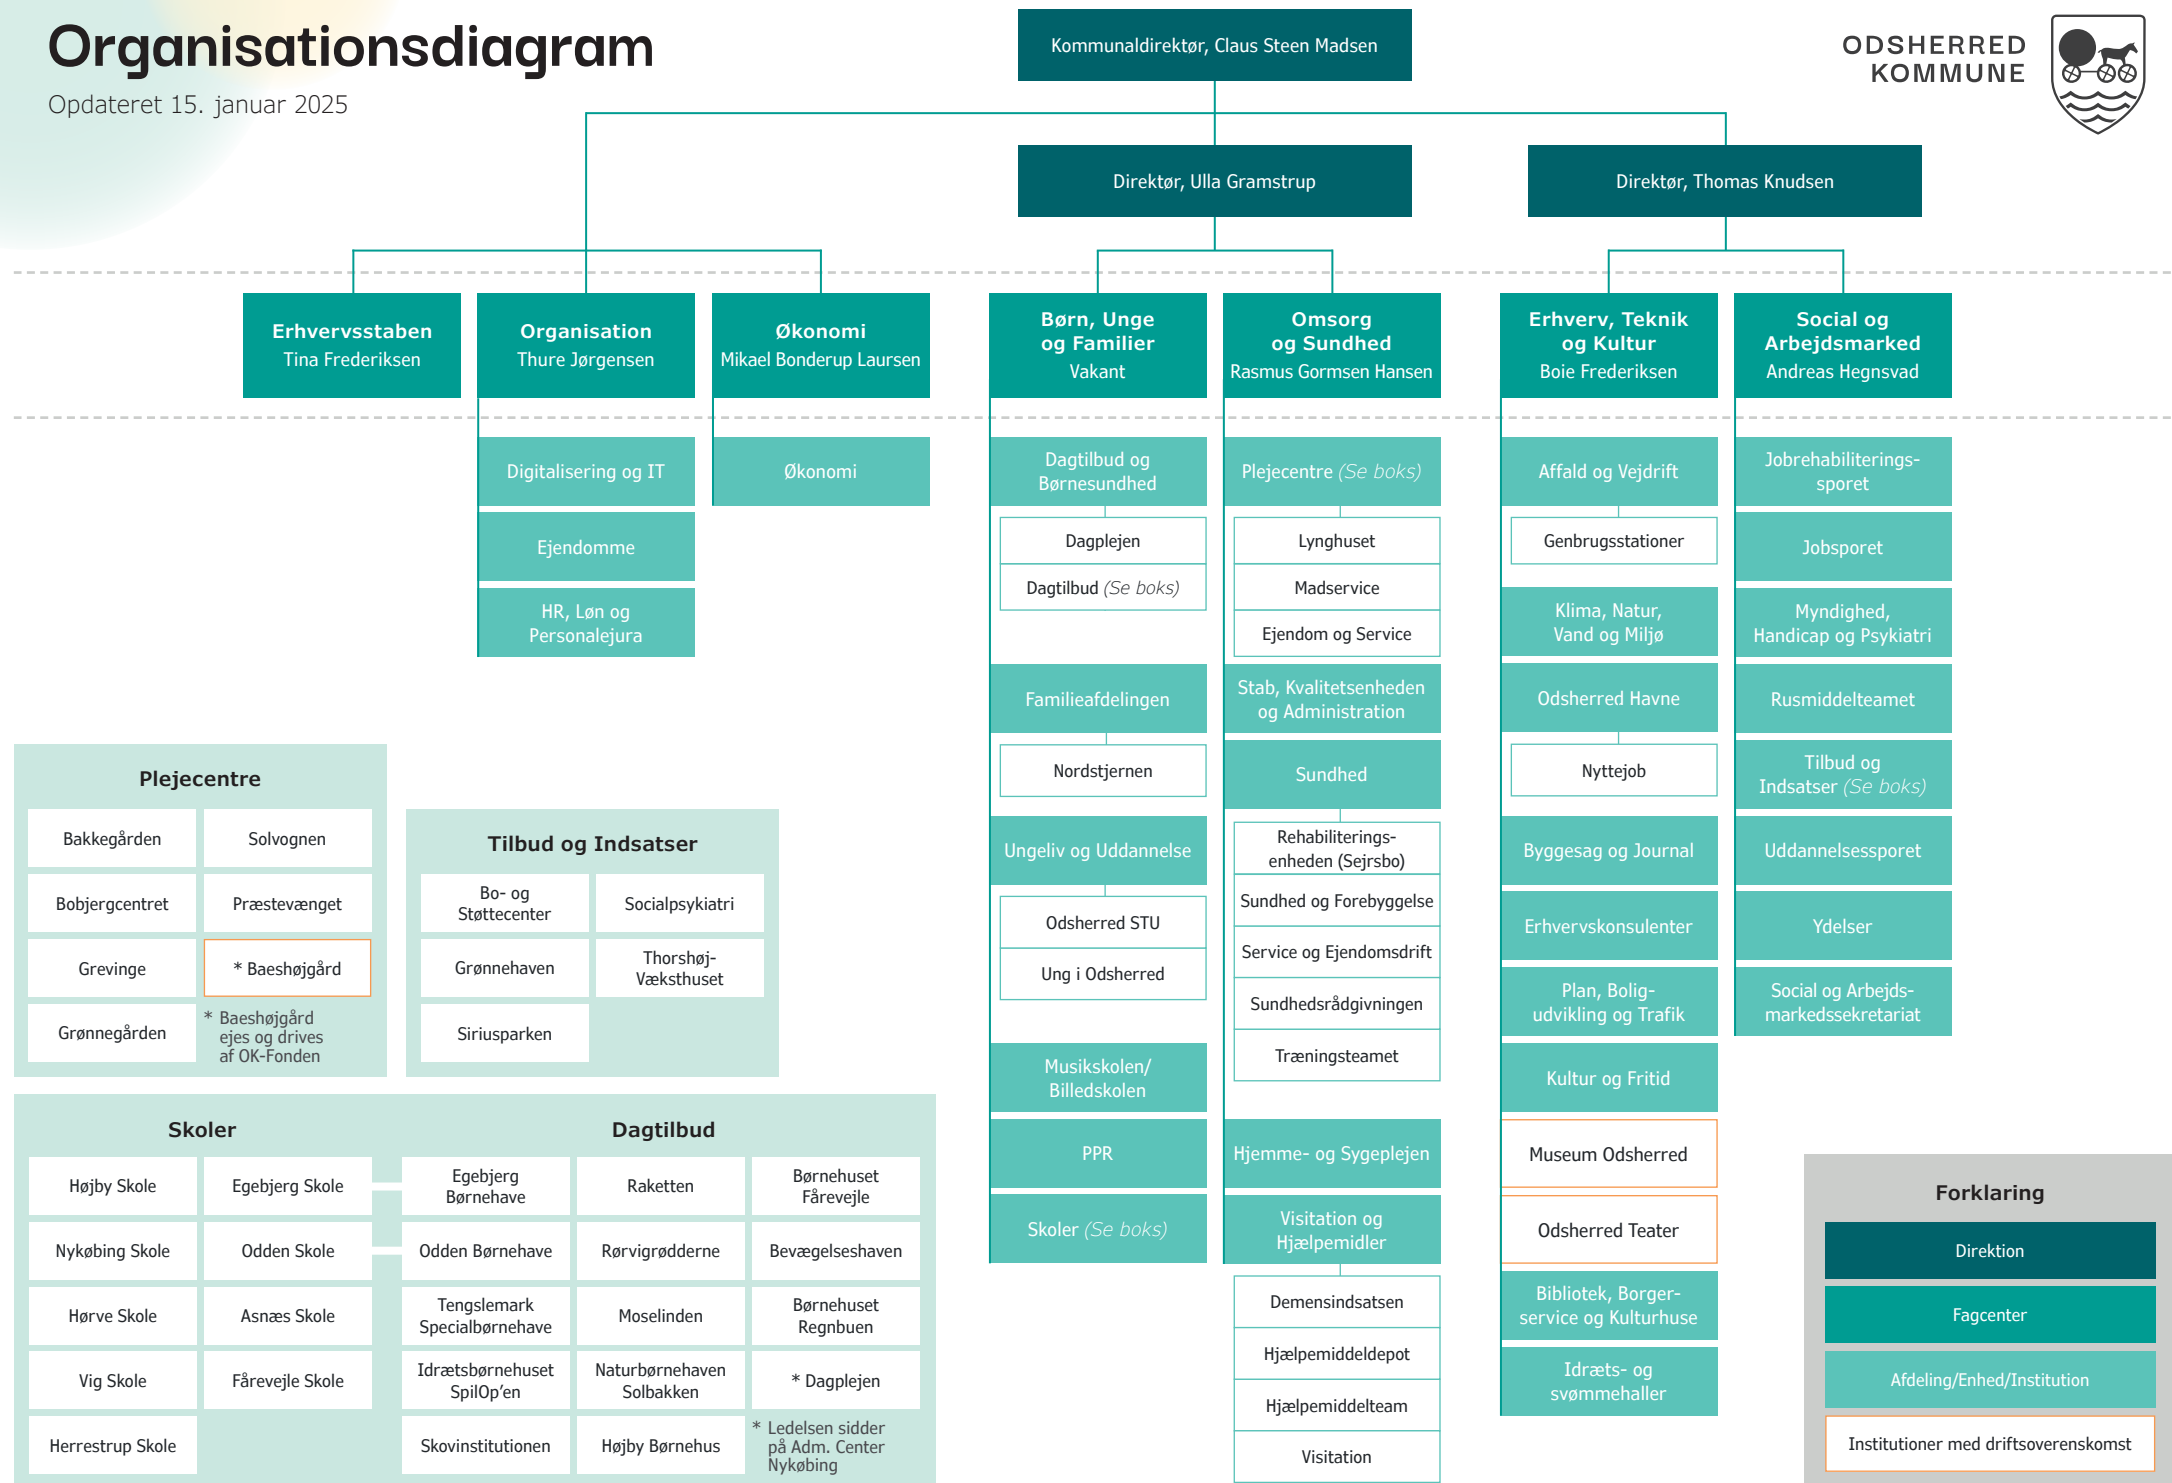 Organisationsdiagram
Opdateret 15. januar 2025
ODSHERRED
KOMMUNE
Kommunaldirektør, Claus Steen Madsen
Direktør, Ulla Gramstrup
Direktør, Thomas Knudsen
Erhvervsstaben
Tina Frederiksen
Organisation
Thure Jørgensen
Økonomi
Mikael Bonderup Laursen
Børn, Unge
og Familier
Vakant
Omsorg
og Sundhed
Rasmus Gormsen Hansen
Erhverv, Teknik
og Kultur
Boie Frederiksen
Social og
Arbejdsmarked
Andreas Hegnsvad
Digitalisering og IT
Ejendomme
HR, Løn og
Personalejura
Økonomi
Dagtilbud og
Børnesundhed
Dagplejen
Dagtilbud (Se boks)
Familieafdelingen
Nordstjernen
Ungeliv og Uddannelse
Odsherred STU
Ung i Odsherred
Musikskolen/
Billedskolen
PPR
Skoler (Se boks)
Plejecentre (Se boks)
Lynghuset
Madservice
Ejendom og Service
Stab, Kvalitetsenheden
og Administration
Sundhed
Rehabiliterings-
enheden (Sejrsbo)
Sundhed og Forebyggelse
Service og Ejendomsdrift
Sundhedsrådgivningen
Træningsteamet
Hjemme- og Sygeplejen
Visitation og
Hjælpemidler
Demensindsatsen
Hjælpemiddeldepot
Hjælpemiddelteam
Visitation
Affald og Vejdrift
Genbrugsstationer
Klima, Natur,
Vand og Miljø
Odsherred Havne
Nyttejob
Byggesag og Journal
Erhvervskonsulenter
Plan, Bolig-
udvikling og Trafik
Kultur og Fritid
Museum Odsherred
Odsherred Teater
Bibliotek, Borger-
service og Kulturhuse
Idræts- og
svømmehaller
Jobrehabiliterings-
sporet
Jobsporet
Myndighed,
Handicap og Psykiatri
Rusmiddelteamet
Tilbud og
Indsatser (Se boks)
Uddannelsessporet
Ydelser
Social og Arbejds-
markedssekretariat
Plejecentre
Bakkegården
Solvognen
Bobjergcentret
Præstevænget
Grevinge
* Baeshøjgård
Grønnegården
* Baeshøjgård
ejes og drives
af OK-Fonden
Tilbud og Indsatser
Bo- og
Støttecenter
Socialpsykiatri
Grønnehaven
Thorshøj-
Væksthuset
Siriusparken
Skoler
Højby Skole
Egebjerg Skole
Nykøbing Skole
Odden Skole
Hørve Skole
Asnæs Skole
Vig Skole
Fårevejle Skole
Herrestrup Skole
Dagtilbud
Egebjerg
Børnehave
Raketten
Børnehuset
Fårevejle
Odden Børnehave
Rørvigrødderne
Bevægelseshaven
Tengslemark
Specialbørnehave
Moselinden
Børnehuset
Regnbuen
Idrætsbørnehuset
SpilOp’en
Naturbørnehaven
Solbakken
* Dagplejen
Skovinstitutionen
Højby Børnehus
* Ledelsen sidder
på Adm. Center
Nykøbing
Forklaring
Direktion
Fagcenter
Afdeling/Enhed/Institution
Institutioner med driftsoverenskomst